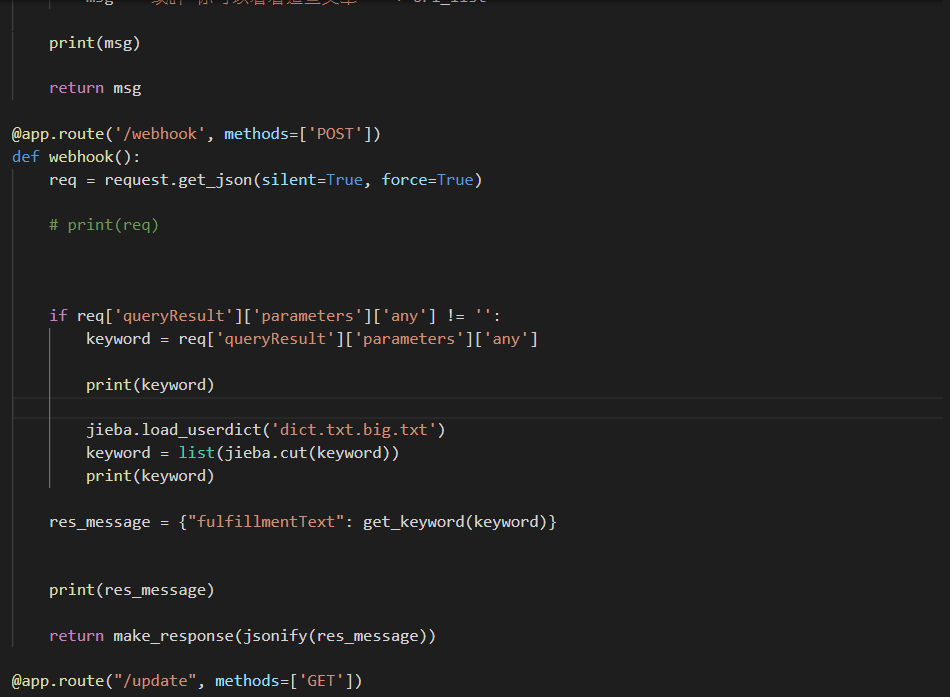 print(msg)
return msg
@app.route('/webhook', methods=['POST'])
def webhook():
req = request.get_json(silent=True, force=True)
# print(req)
if req['queryResult']['parameters']['any'] != '':
keyword = req['queryResult']['parameters']['any']
print(keyword)
jieba.load_userdict('dict.txt.big.txt')
keyword = list(jieba.cut(keyword))
print(keyword)
res_message = {"fulfillmentText": get_keyword(keyword)}
print(res_message)
return make_response(jsonify(res_message))
@app.route("/update", methods=['GET'])